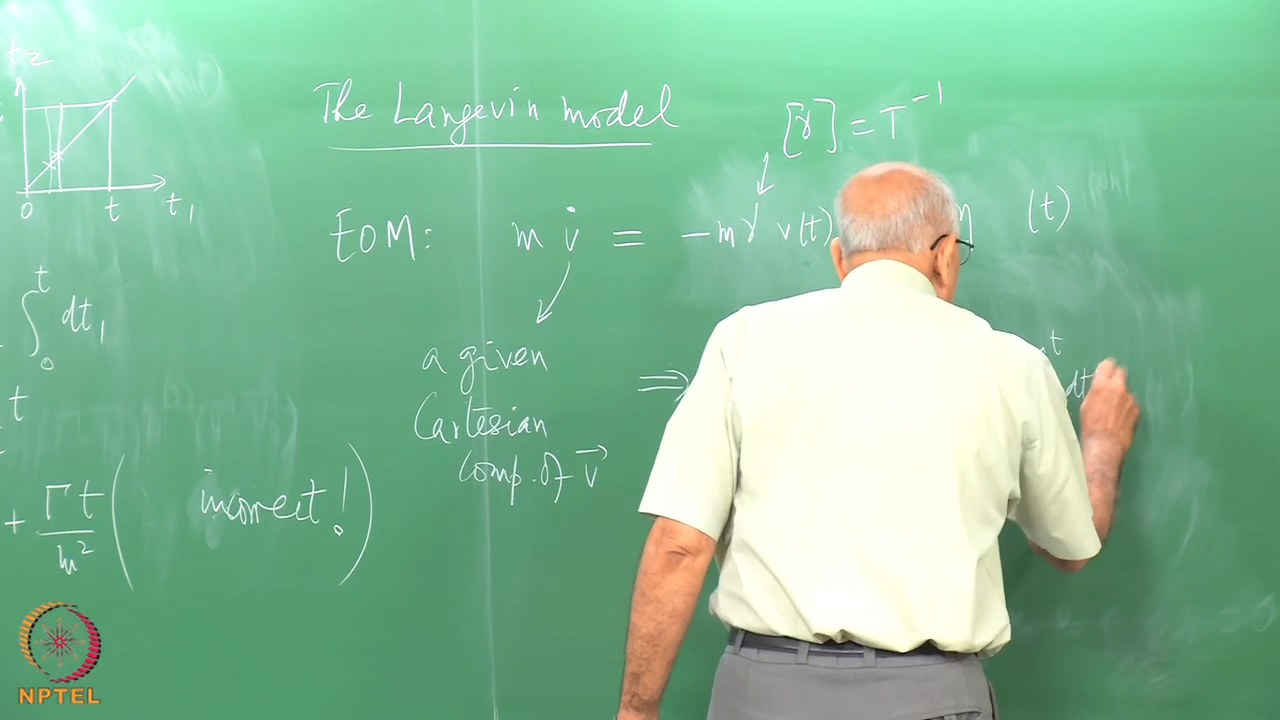 t₂
0 t t₁
∫₀ᵗ dt₁
t
+ Γt/m² ( incorrect! )
The Langevin model
[γ] = T⁻¹
EOM: m v̇ = -mγ v(t) η (t)
a given
Cartesian
comp. of v⃗
⇒ t
dt
NPTEL